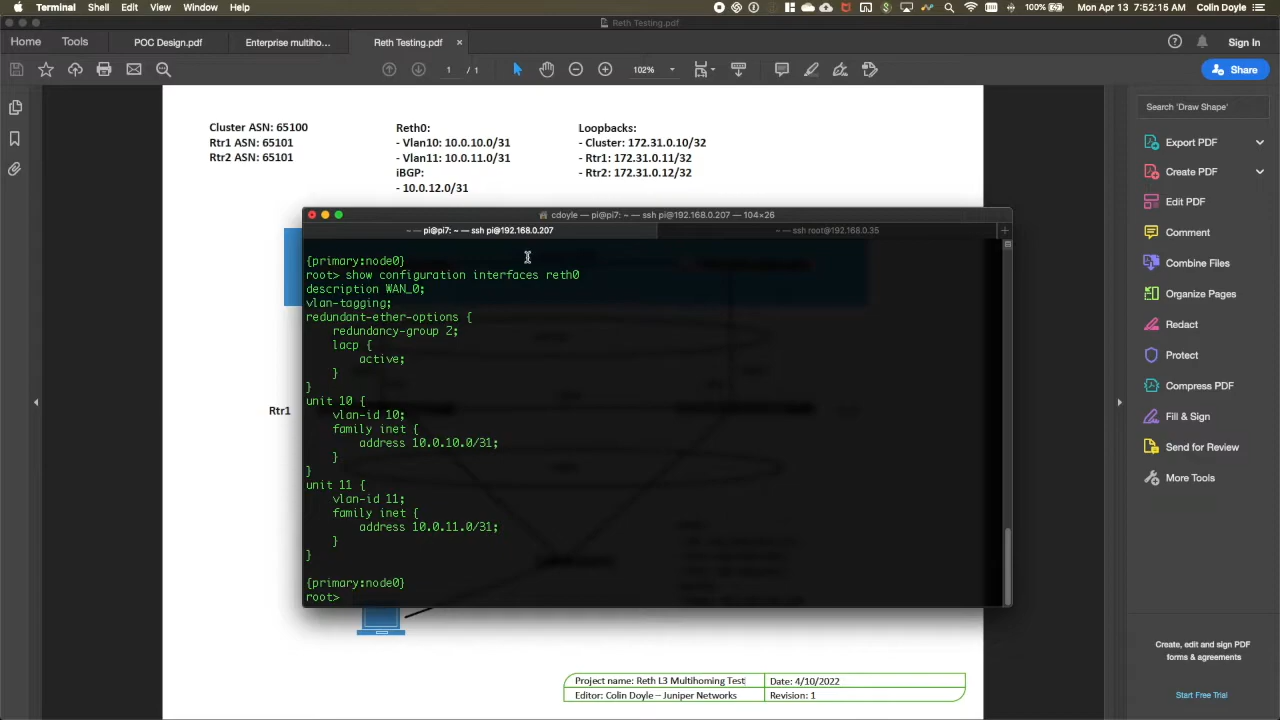 Terminal Shell Edit View Window Help 100% Mon Apr 13 7:52:15 AM Colin Doyle
Reth Testing.pdf
Home Tools POC Design.pdf Enterprise multiho... Reth Testing.pdf × Sign In
1 / 1 102% Share
Cluster ASN: 65100
Rtr1 ASN: 65101
Rtr2 ASN: 65101
Reth0:
- Vlan10: 10.0.10.0/31
- Vlan11: 10.0.11.0/31
iBGP:
- 10.0.12.0/31
Loopbacks:
- Cluster: 172.31.0.10/32
- Rtr1: 172.31.0.11/32
- Rtr2: 172.31.0.12/32
cdoyle — pi@pi7: ~ — ssh pi@192.168.0.207 — 104×26
~ — pi@pi7: ~ — ssh pi@192.168.0.207
~ — ssh root@192.168.0.35 +
{primary:node0}
root> show configuration interfaces reth0
description WAN_0;
vlan-tagging;
redundant-ether-options {
redundancy-group 2;
lacp {
active;
}
}
unit 10 {
vlan-id 10;
family inet {
address 10.0.10.0/31;
}
}
unit 11 {
vlan-id 11;
family inet {
address 10.0.11.0/31;
}
}
{primary:node0}
root>
Rtr1
Project name: Reth L3 Multihoming Test
Date: 4/10/2022
Editor: Colin Doyle – Juniper Networks
Revision: 1
Search 'Draw Shape'
Export PDF
Create PDF
Edit PDF
Comment
Combine Files
Organize Pages
Redact
Protect
Compress PDF
Fill & Sign
Send for Review
More Tools
Create, edit and sign PDF
forms & agreements
Start Free Trial